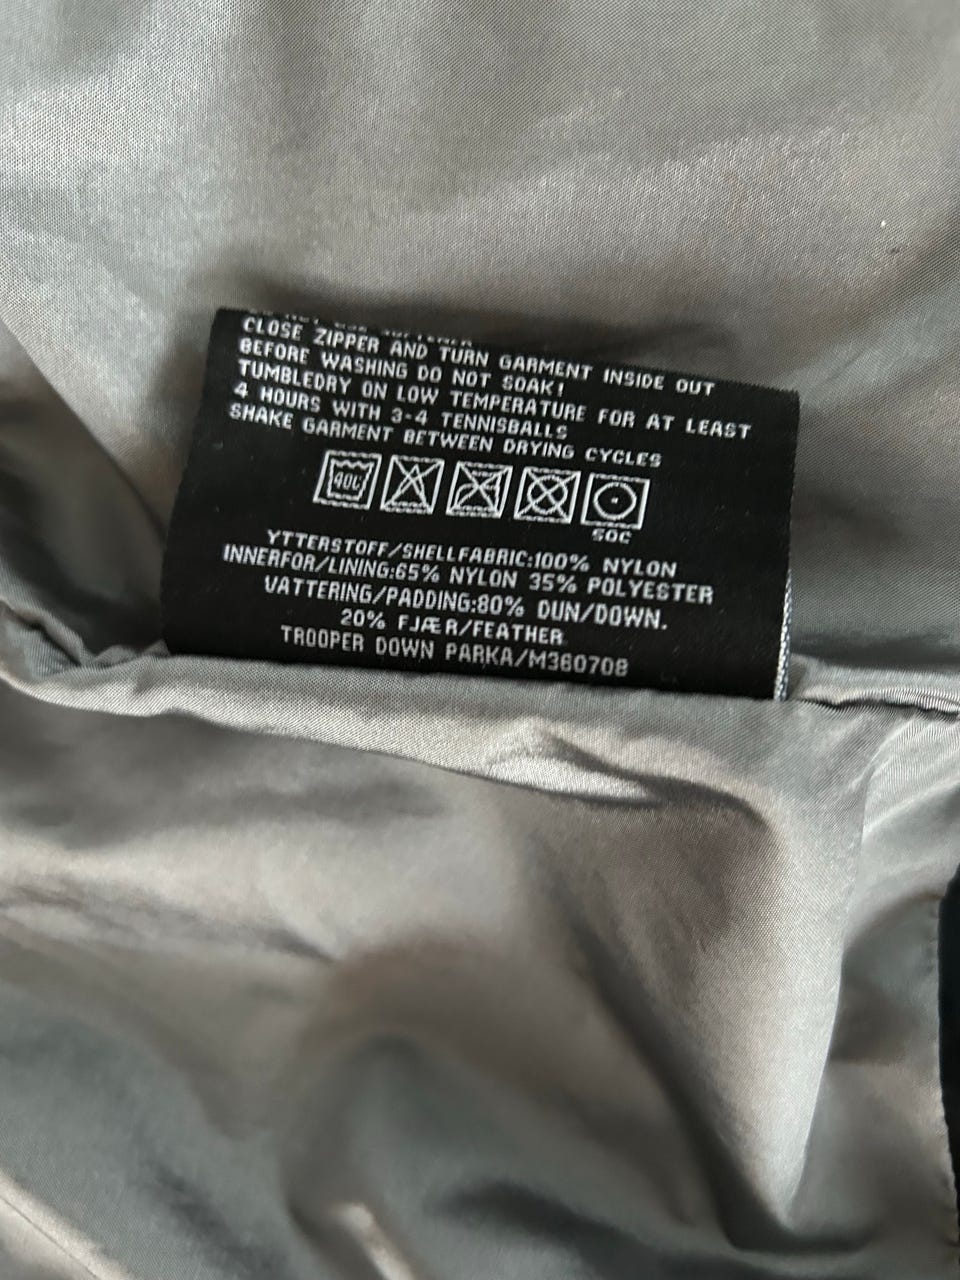 CLOSE ZIPPER AND TURN GARMENT INSIDE OUT
BEFORE WASHING DO NOT SOAK!
TUMBLEDRY ON LOW TEMPERATURE FOR AT LEAST
4 HOURS WITH 3-4 TENNISBALLS
SHAKE GARMENT BETWEEN DRYING CYCLES
40C
50C
YTTERSTOFF/SHELLFABRIC:100% NYLON
INNERFOR/LINING:65% NYLON 35% POLYESTER
VATTERING/PADDING:80% DUN/DOWN.
20% FJÆR/FEATHER
TROOPER DOWN PARKA/M360708